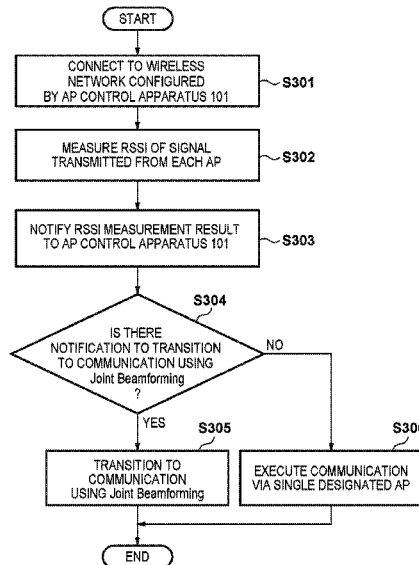 START
CONNECT TO WIRELESS
NETWORK CONFIGURED
BY AP CONTROL APPARATUS 101
S301
MEASURE RSSI OF SIGNAL
TRANSMITTED FROM EACH AP
S302
NOTIFY RSSI MEASUREMENT RESULT
TO AP CONTROL APPARATUS 101
S303
S304
IS THERE
NOTIFICATION TO TRANSITION
TO COMMUNICATION USING
Joint Beamforming
?
NO
YES
S305
TRANSITION TO
COMMUNICATION
USING Joint Beamforming
S30
EXECUTE COMMUNICATION
VIA SINGLE DESIGNATED AP
END